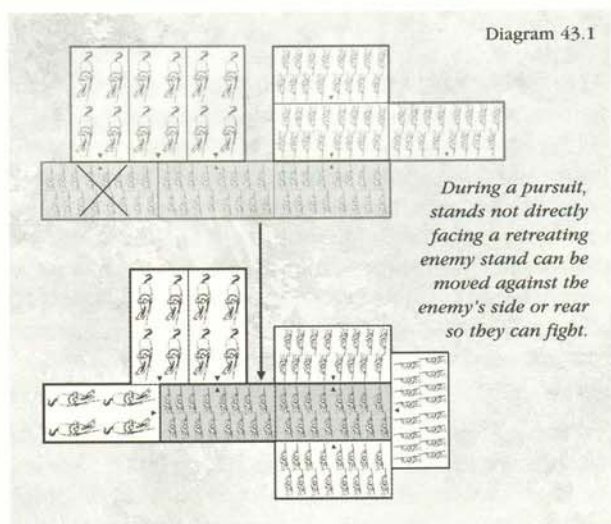 Diagram 43.1
During a pursuit,
stands not directly
facing a retreating
enemy stand can be
moved against the
enemy's side or rear
so they can fight.